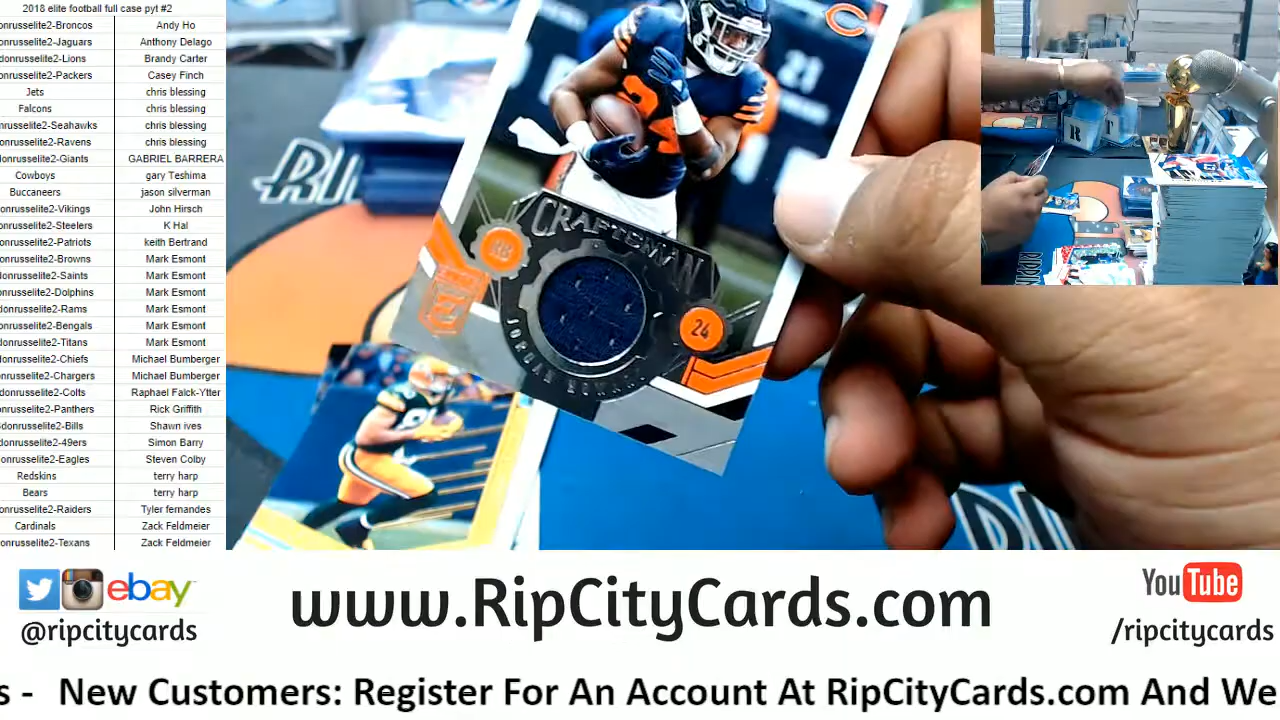 2018 elite football full case pyt #2
onrusselite2-Broncos Andy Ho
onrusselite2-Jaguars Anthony Delago
donrusselite2-Lions Brandy Carter
onrusselite2-Packers Casey Finch
Jets chris blessing
Falcons chris blessing
nrusselite2-Seahawks chris blessing
onrusselite2-Ravens chris blessing
donrusselite2-Giants GABRIEL BARRERA
Cowboys gary Teshima
Buccaneers jason silverman
onrusselite2-Vikings John Hirsch
onrusselite2-Steelers K Hal
onrusselite2-Patriots keith Bertrand
onrusselite2-Browns Mark Esmont
donrusselite2-Saints Mark Esmont
onrusselite2-Dolphins Mark Esmont
donrusselite2-Rams Mark Esmont
onrusselite2-Bengals Mark Esmont
donrusselite2-Titans Mark Esmont
onrusselite2-Chiefs Michael Bumberger
nrusselite2-Chargers Michael Bumberger
donrusselite2-Colts Raphael Falck-Ytter
nrusselite2-Panthers Rick Griffith
donrusselite2-Bills Shawn ives
donrusselite2-49ers Simon Barry
onrusselite2-Eagles Steven Colby
Redskins terry harp
Bears terry harp
onrusselite2-Raiders Tyler fernandes
Cardinals Zack Feldmeier
onrusselite2-Texans Zack Feldmeier
C
21
CRAFTSMAN
RB
24
JORDAN
RI
R T
ebay
@ripcitycards
www.RipCityCards.com
YouTube
/ripcitycards
s - New Customers: Register For An Account At RipCityCards.com And We